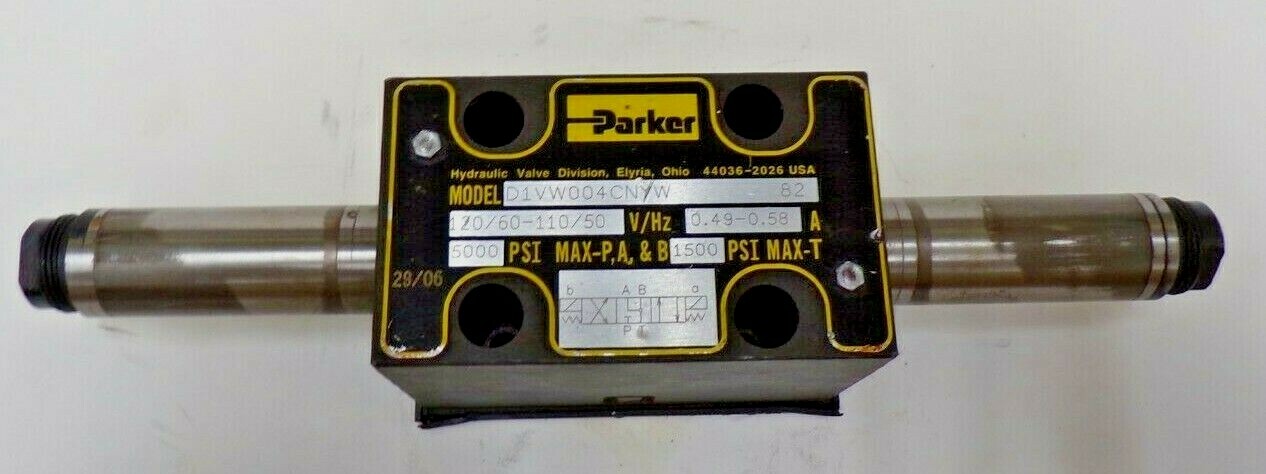 Parker
Hydraulic Valve Division, Elyria, Ohio 44036-2026 USA
MODEL D1VW004CNYW 82
120/60-110/50 V/Hz 0.49-0.58 A
5000 PSI MAX-P,A, & B 1500 PSI MAX-T
29/06
b A B a
T
P T